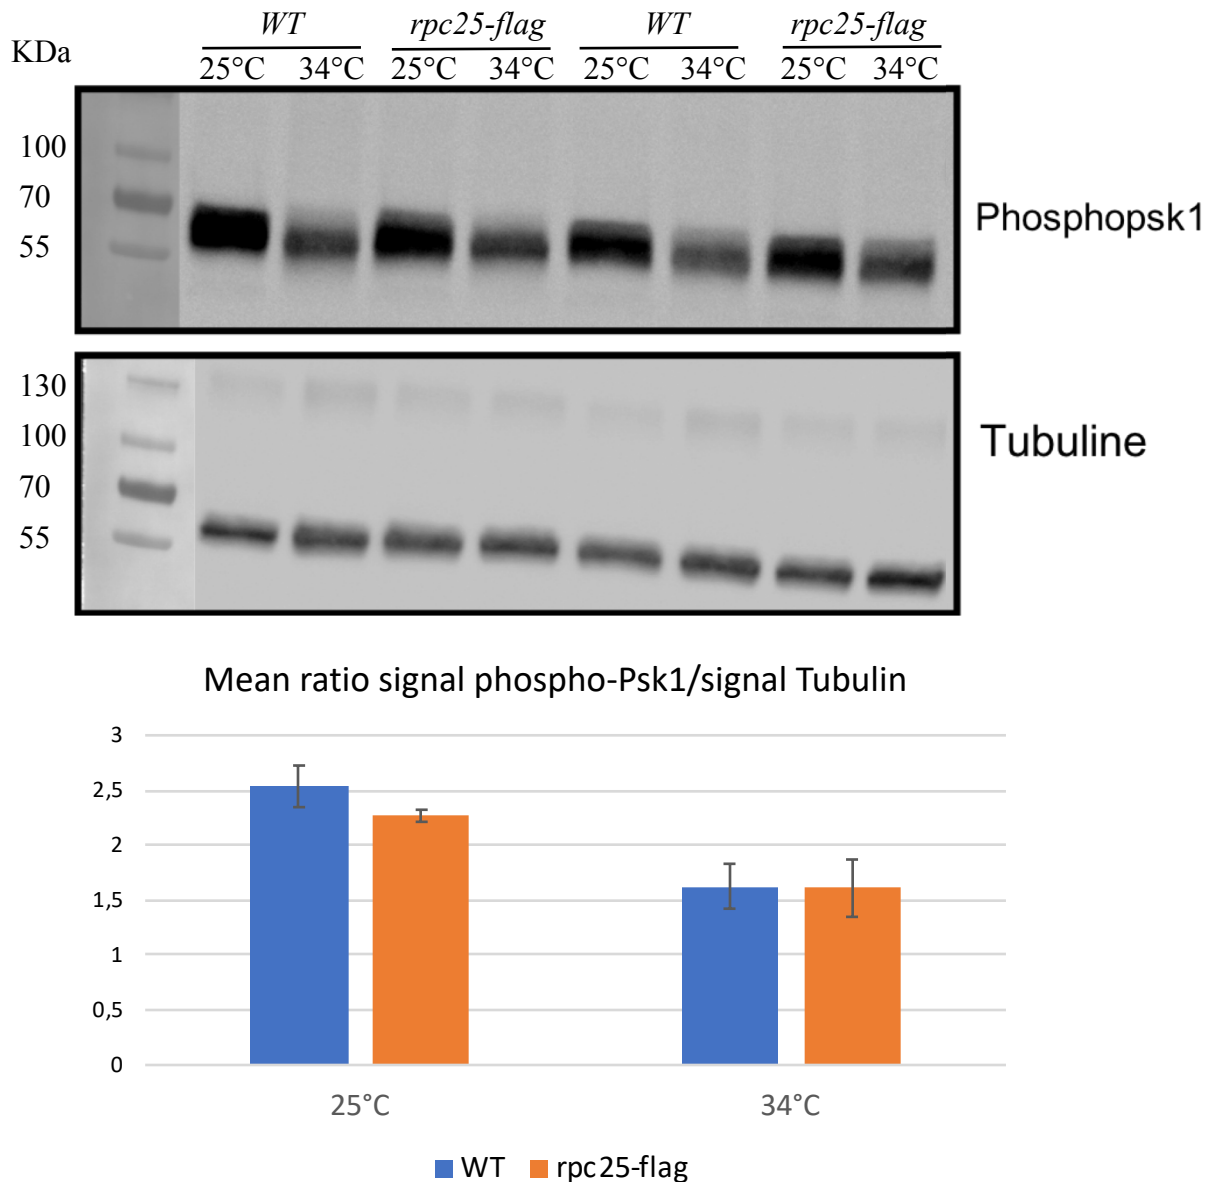 WT rpc25-flag WT rpc25-flag
KDa
25°C 34°C 25°C 34°C 25°C 34°C 25°C 34°C
100
70
55
Phosphopsk1
130
100
70
55
Tubuline
Mean ratio signal phospho-Psk1/signal Tubulin
3
2,5
2
1,5
1
0,5
0
25°C 34°C
WT rpc25-flag